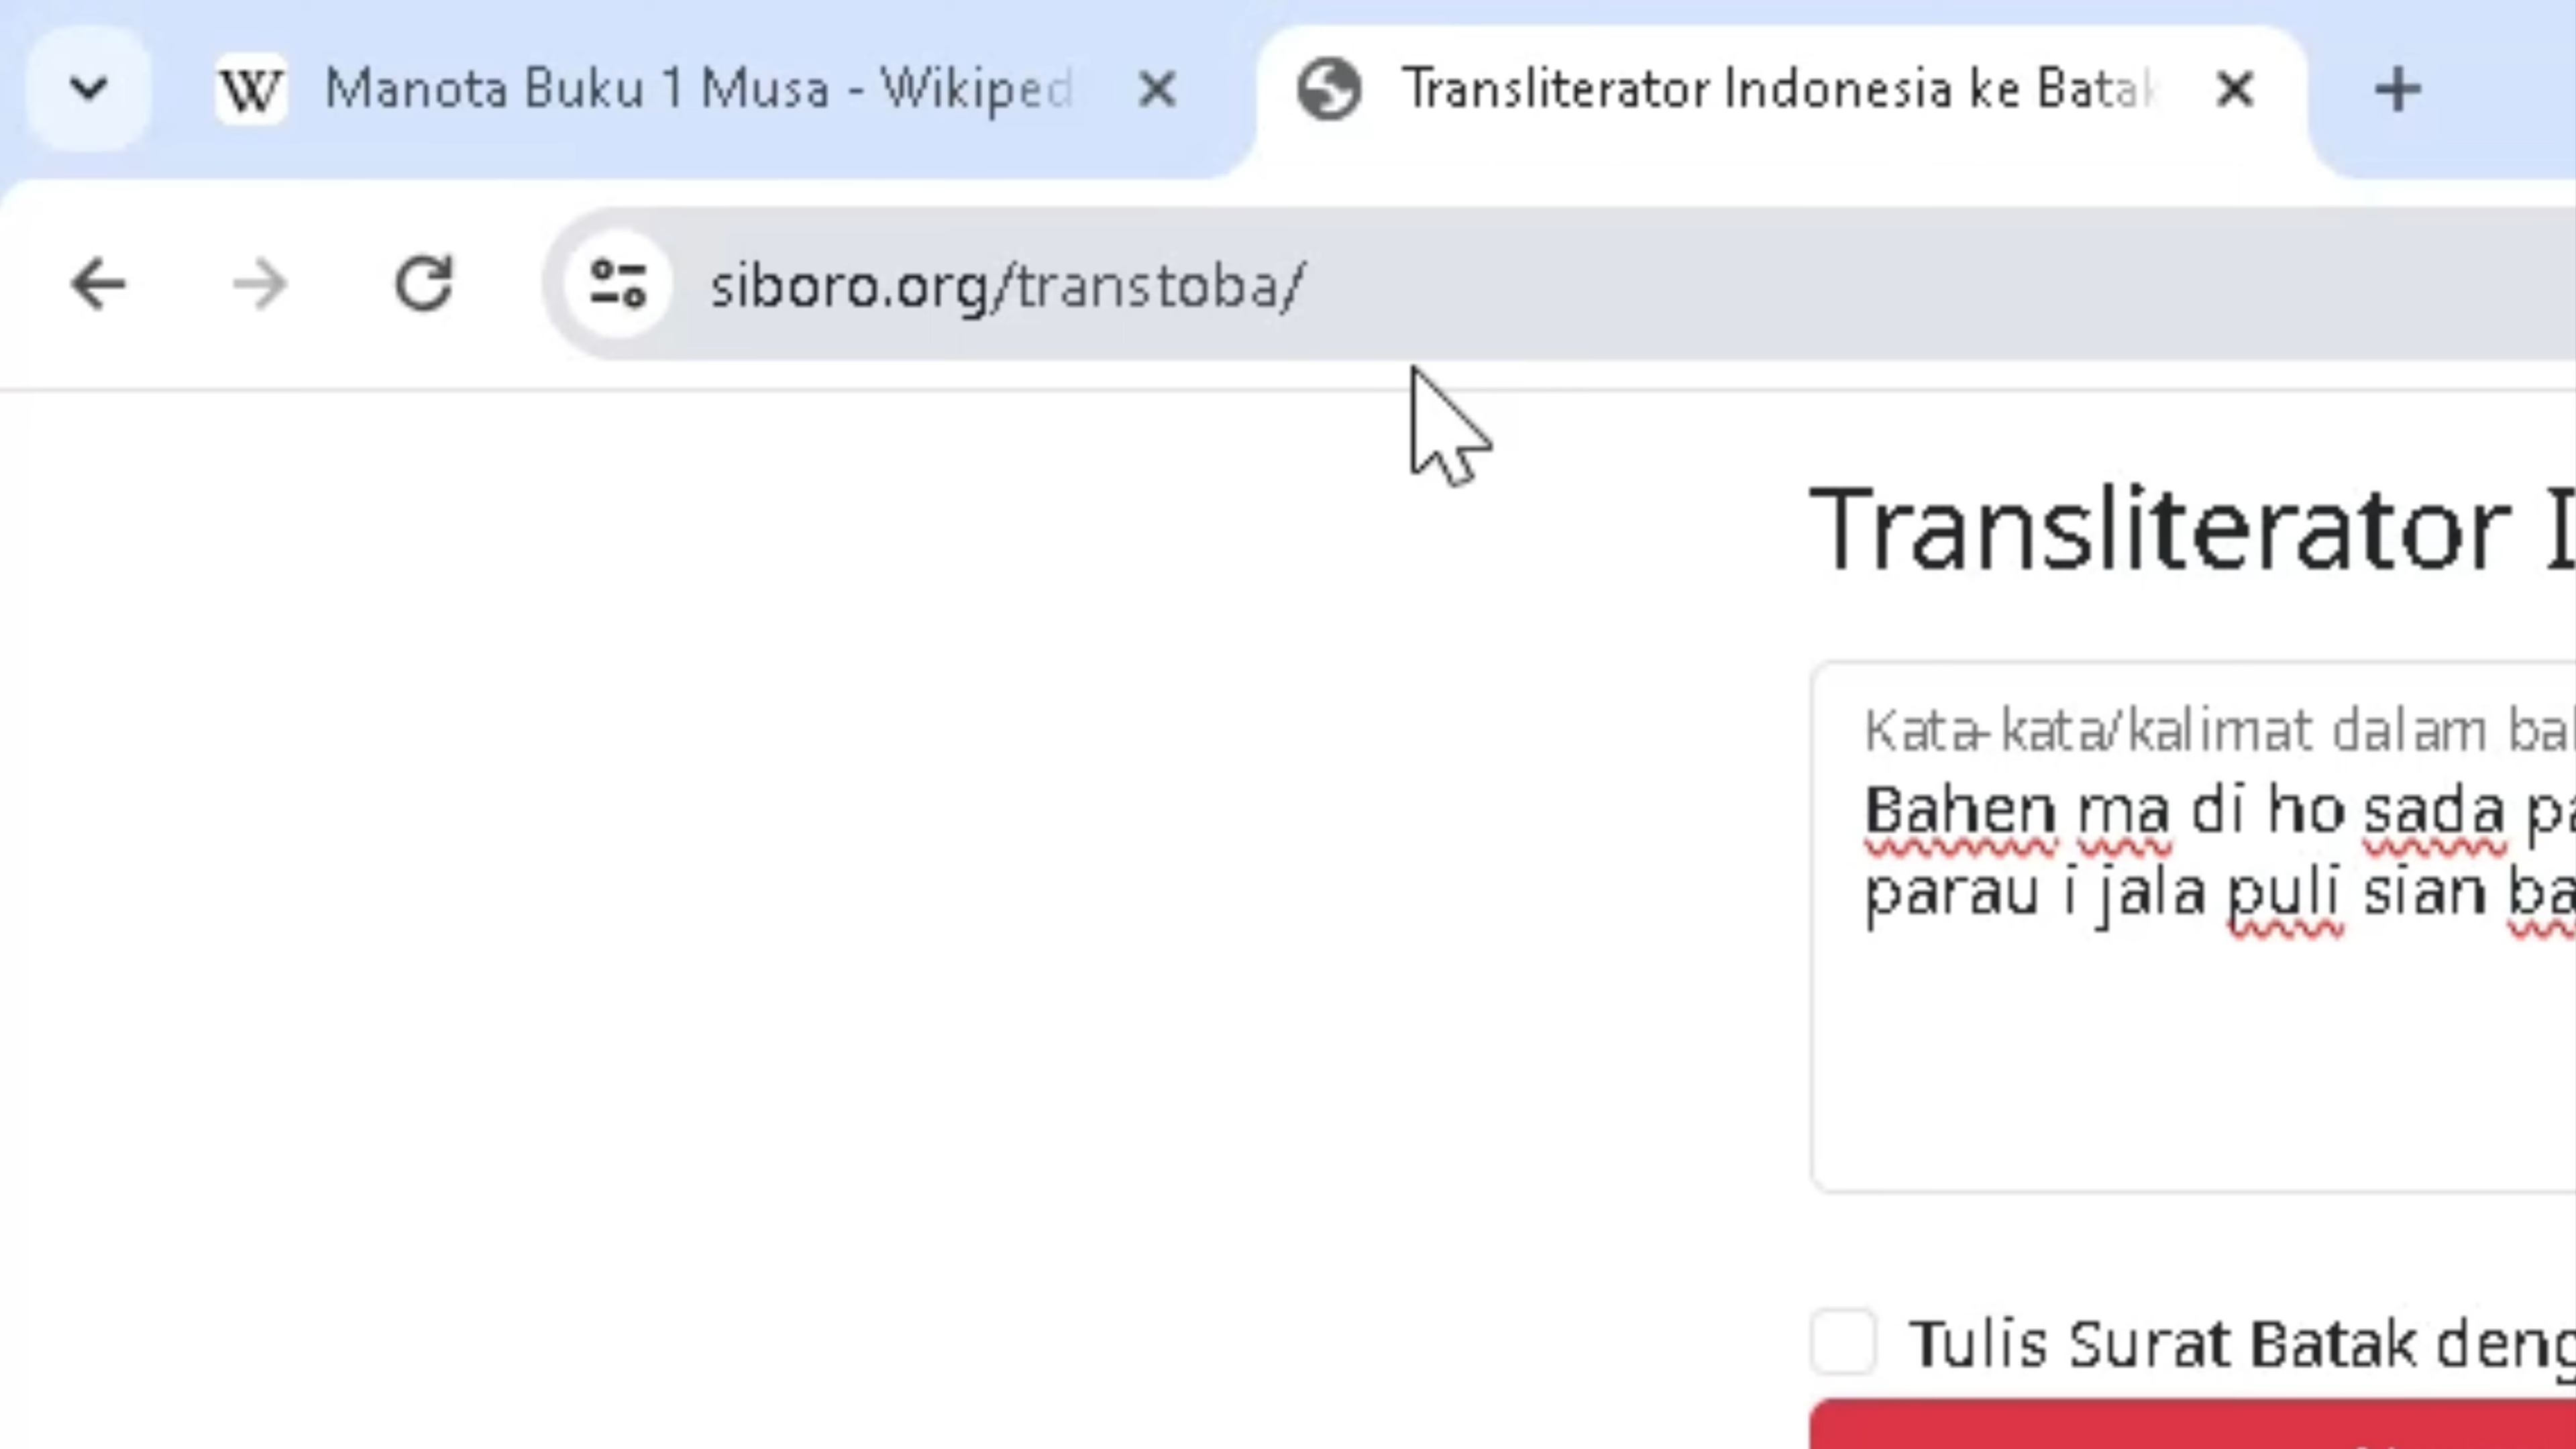 Manota Buku 1 Musa - Wikiped
Transliterator Indonesia ke Batak
siboro.org/transtoba/
Transliterator I
Kata-kata/kalimat dalam bah
Bahen ma di ho sada pa
parau i jala puli sian ba
Tulis Surat Batak deng